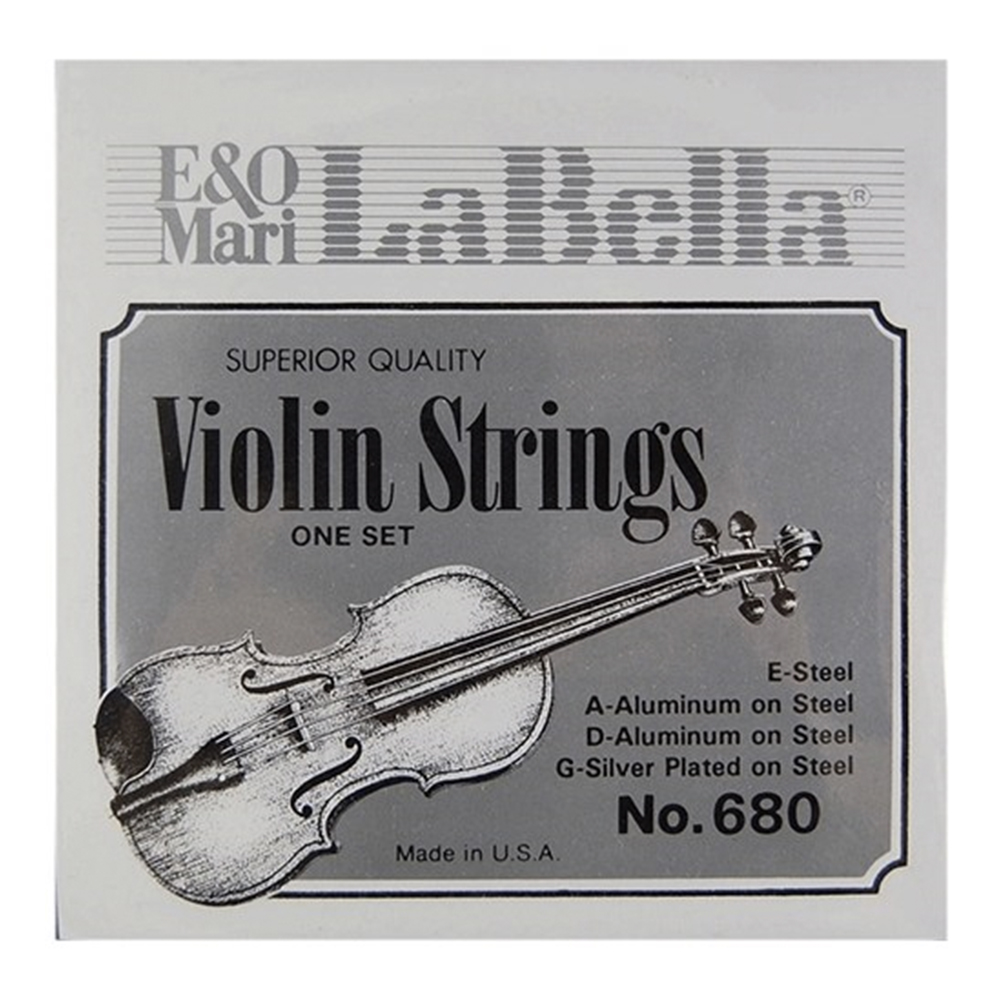 E&O
Mari
LaBella®
SUPERIOR QUALITY
Violin Strings
ONE SET
E-Steel
A-Aluminum on Steel
D-Aluminum on Steel
G-Silver Plated on Steel
No. 680
Made in U.S.A.